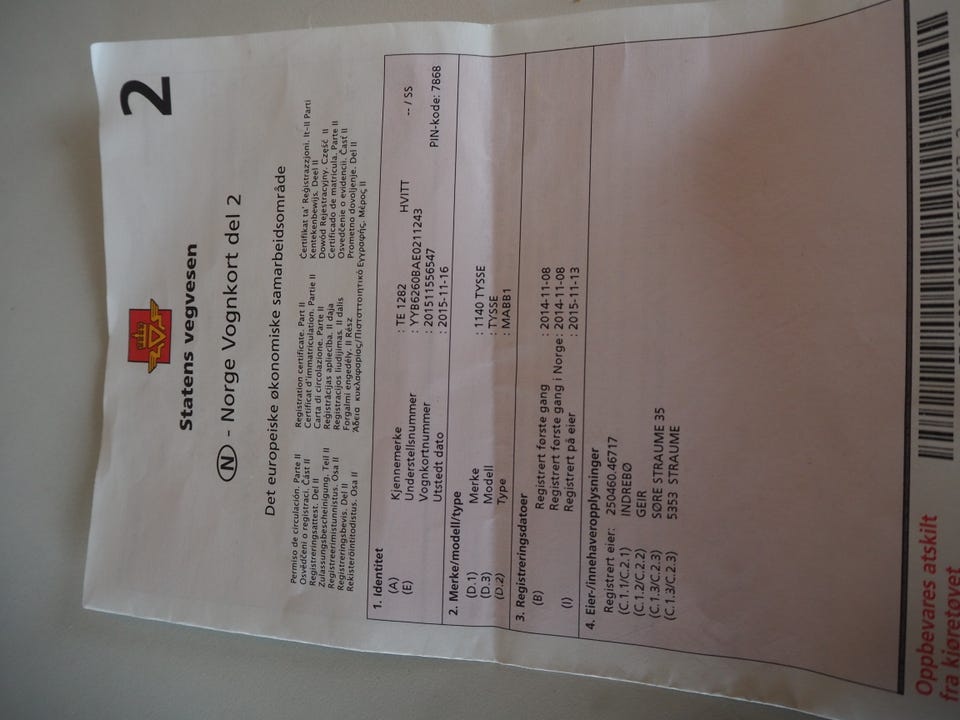 2
Statens vegvesen
N - Norge Vognkort del 2
Det europeiske økonomiske samarbeidsområde
Permiso de circulación. Parte II
Osvědčení o registraci. Část II
Registreringsattest. Del II
Zulassungsbescheinigung. Teil II
Registreerimistunnistus. Osa II
Registreringsbevis. Del II
Rekisteröintitodistus. Osa II
Registration certificate. Part II
Certificat d'immatriculation. Partie II
Carta di circolazione. Parte II
Reģistrācijas apliecība. II daļa
Registracijos liudijimas. II dalis
Forgalmi engedély. II Rész
Άδεια κυκλοφορίας/Πιστοποιητικό Εγγραφής. Μέρος II
Ċertifikat ta' Reġistrazzjoni. It-II Parti
Kentekenbewijs. Deel II
Dowód Rejestracyjny. Część II
Certificado de matrícula. Parte II
Osvedčenie o evidencii. Časť II
Prometno dovoljenje. Del II
1. Identitet
(A) Kjennemerke : TE 1282 HVITT -- / SS
(E) Understellsnummer : YYB6260BAE0211243
Vognkortnummer : 201511556547 PIN-kode: 7868
Utstedt dato : 2015-11-16
2. Merke/modell/type
(D.1) Merke : 1140 TYSSE
(D.3) Modell : TYSSE
(D.2) Type : MABB1
3. Registreringsdatoer
(B) Registrert første gang : 2014-11-08
Registrert første gang i Norge : 2014-11-08
(I) Registrert på eier : 2015-11-13
4. Eier-/innehaveropplysninger
Registrert eier: 250460.46717
(C.1.1/C.2.1) INDREBØ
(C.1.2/C.2.2) GEIR
(C.1.3/C.2.3) SØRE STRAUME 35
(C.1.3/C.2.3) 5353 STRAUME
Oppbevares atskilt
fra kjøretøyet